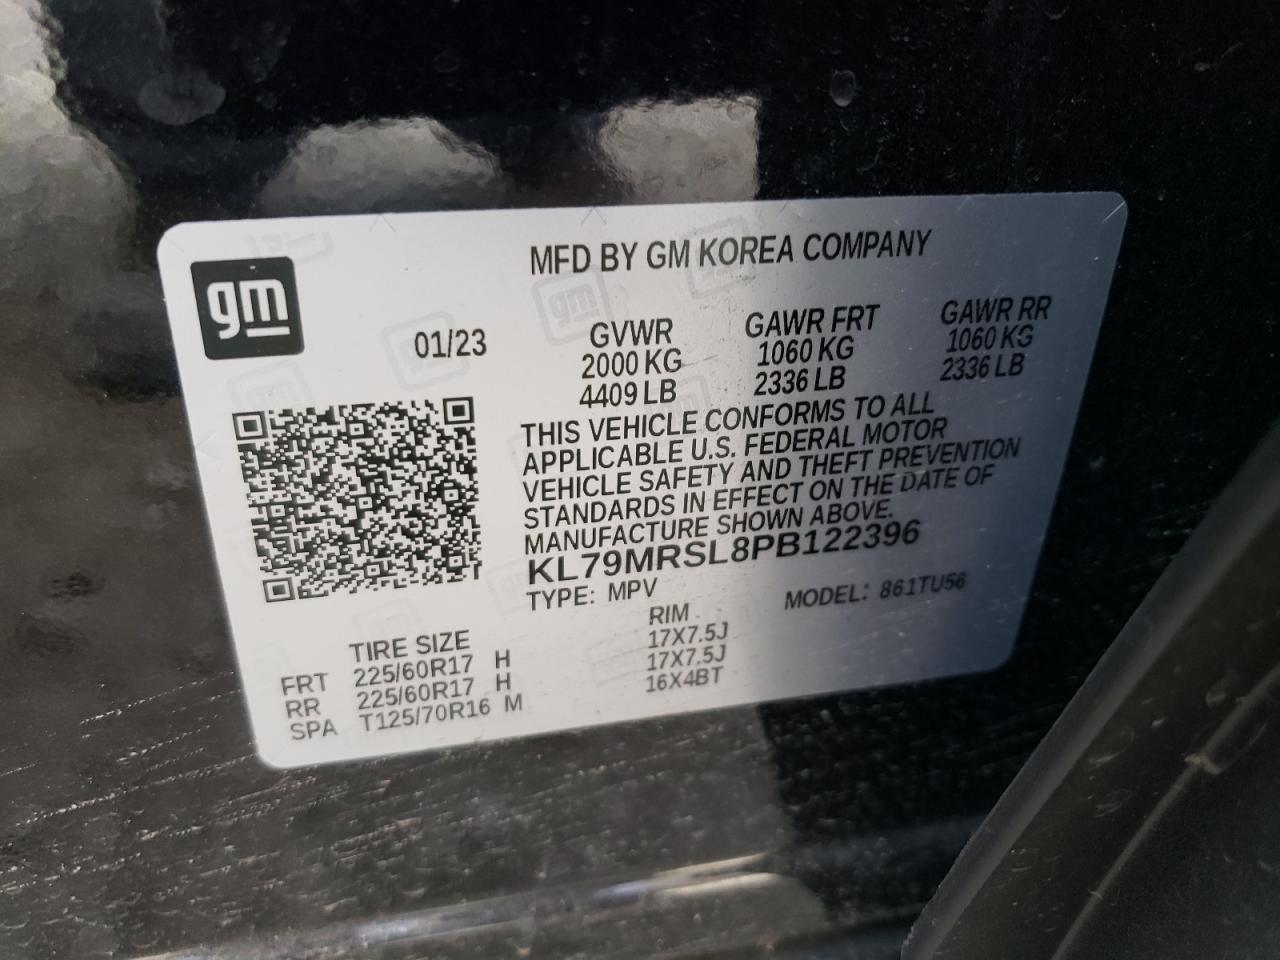 gm
MFD BY GM KOREA COMPANY
01/23
GVWR GAWR FRT GAWR RR
2000 KG 1060 KG 1060 KG
4409 LB 2336 LB 2336 LB
THIS VEHICLE CONFORMS TO ALL
APPLICABLE U.S. FEDERAL MOTOR
VEHICLE SAFETY AND THEFT PREVENTION
STANDARDS IN EFFECT ON THE DATE OF
MANUFACTURE SHOWN ABOVE.
KL79MRSL8PB122396
TYPE: MPV MODEL: 861TU56
TIRE SIZE RIM
FRT 225/60R17 H 17X7.5J
RR 225/60R17 H 17X7.5J
SPA T125/70R16 M 16X4BT